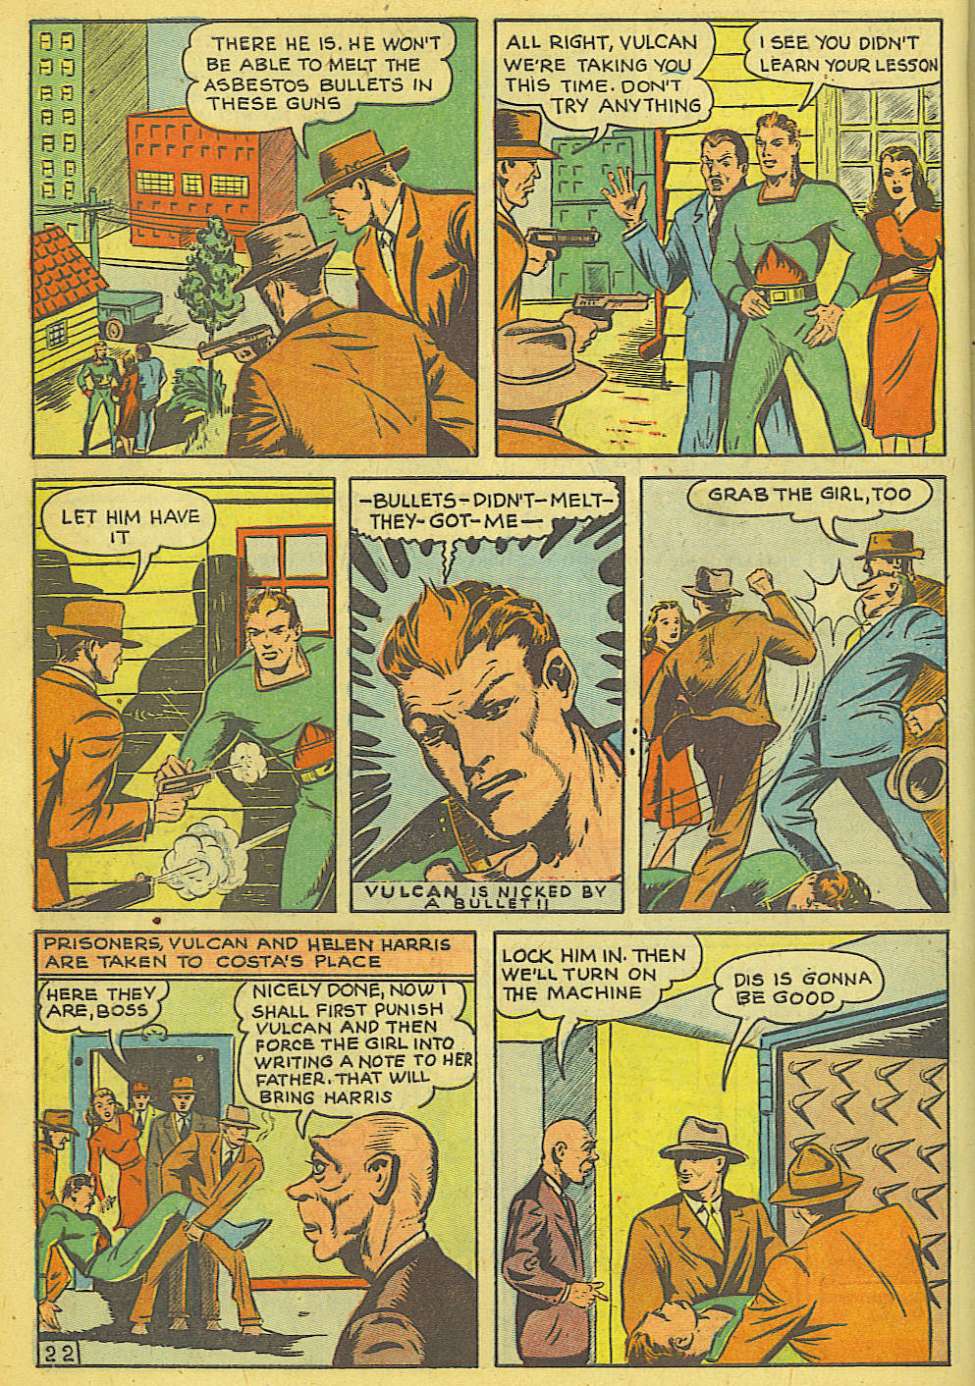 THERE HE IS. HE WON'T
BE ABLE TO MELT THE
ASBESTOS BULLETS IN
THESE GUNS
ALL RIGHT, VULCAN
WE'RE TAKING YOU
THIS TIME. DON'T
TRY ANYTHING
I SEE YOU DIDN'T
LEARN YOUR LESSON
LET HIM HAVE
IT
-BULLETS-DIDN'T-MELT-
THEY-GOT-ME-
VULCAN IS NICKED BY
A BULLET!!
GRAB THE GIRL, TOO
PRISONERS, VULCAN AND HELEN HARRIS
ARE TAKEN TO COSTA'S PLACE
HERE THEY
ARE, BOSS
NICELY DONE, NOW I
SHALL FIRST PUNISH
VULCAN AND THEN
FORCE THE GIRL INTO
WRITING A NOTE TO HER
FATHER. THAT WILL
BRING HARRIS
22
LOCK HIM IN. THEN
WE'LL TURN ON
THE MACHINE
DIS IS GONNA
BE GOOD